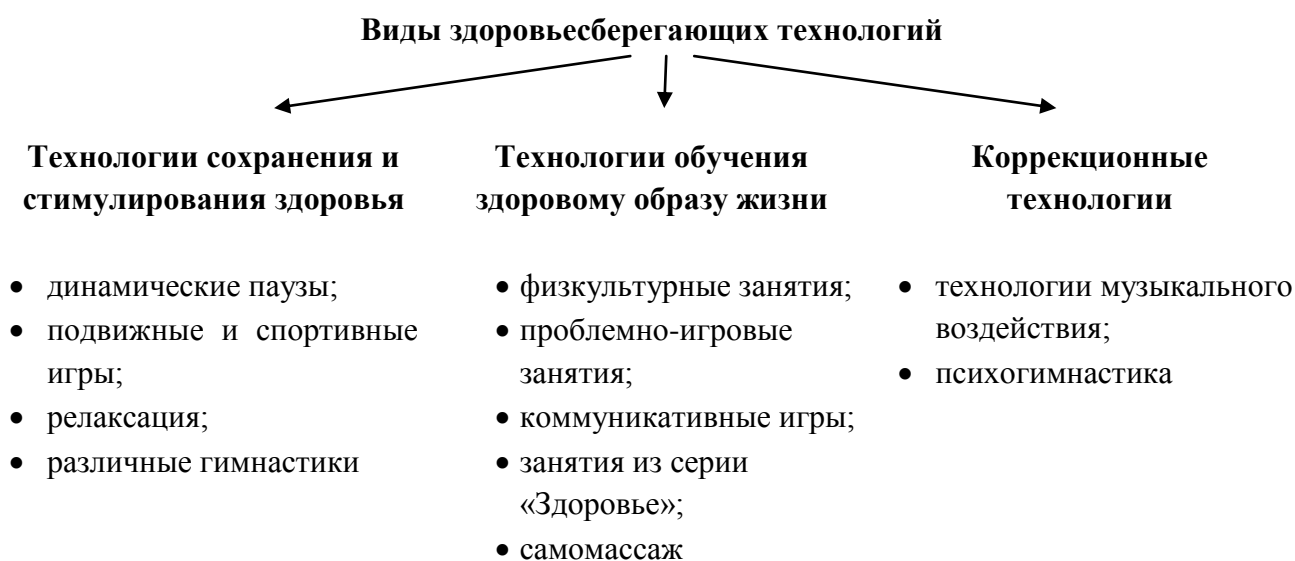 Виды здоровьесберегающих технологий
Технологии сохранения и
стимулирования здоровья
• динамические паузы;
• подвижные и спортивные
игры;
• релаксация;
• различные гимнастики
Технологии обучения
здоровому образу жизни
• физкультурные занятия;
• проблемно-игровые
занятия;
• коммуникативные игры;
• занятия из серии
«Здоровье»;
• самомассаж
Коррекционные
технологии
• технологии музыкального
воздействия;
• психогимнастика